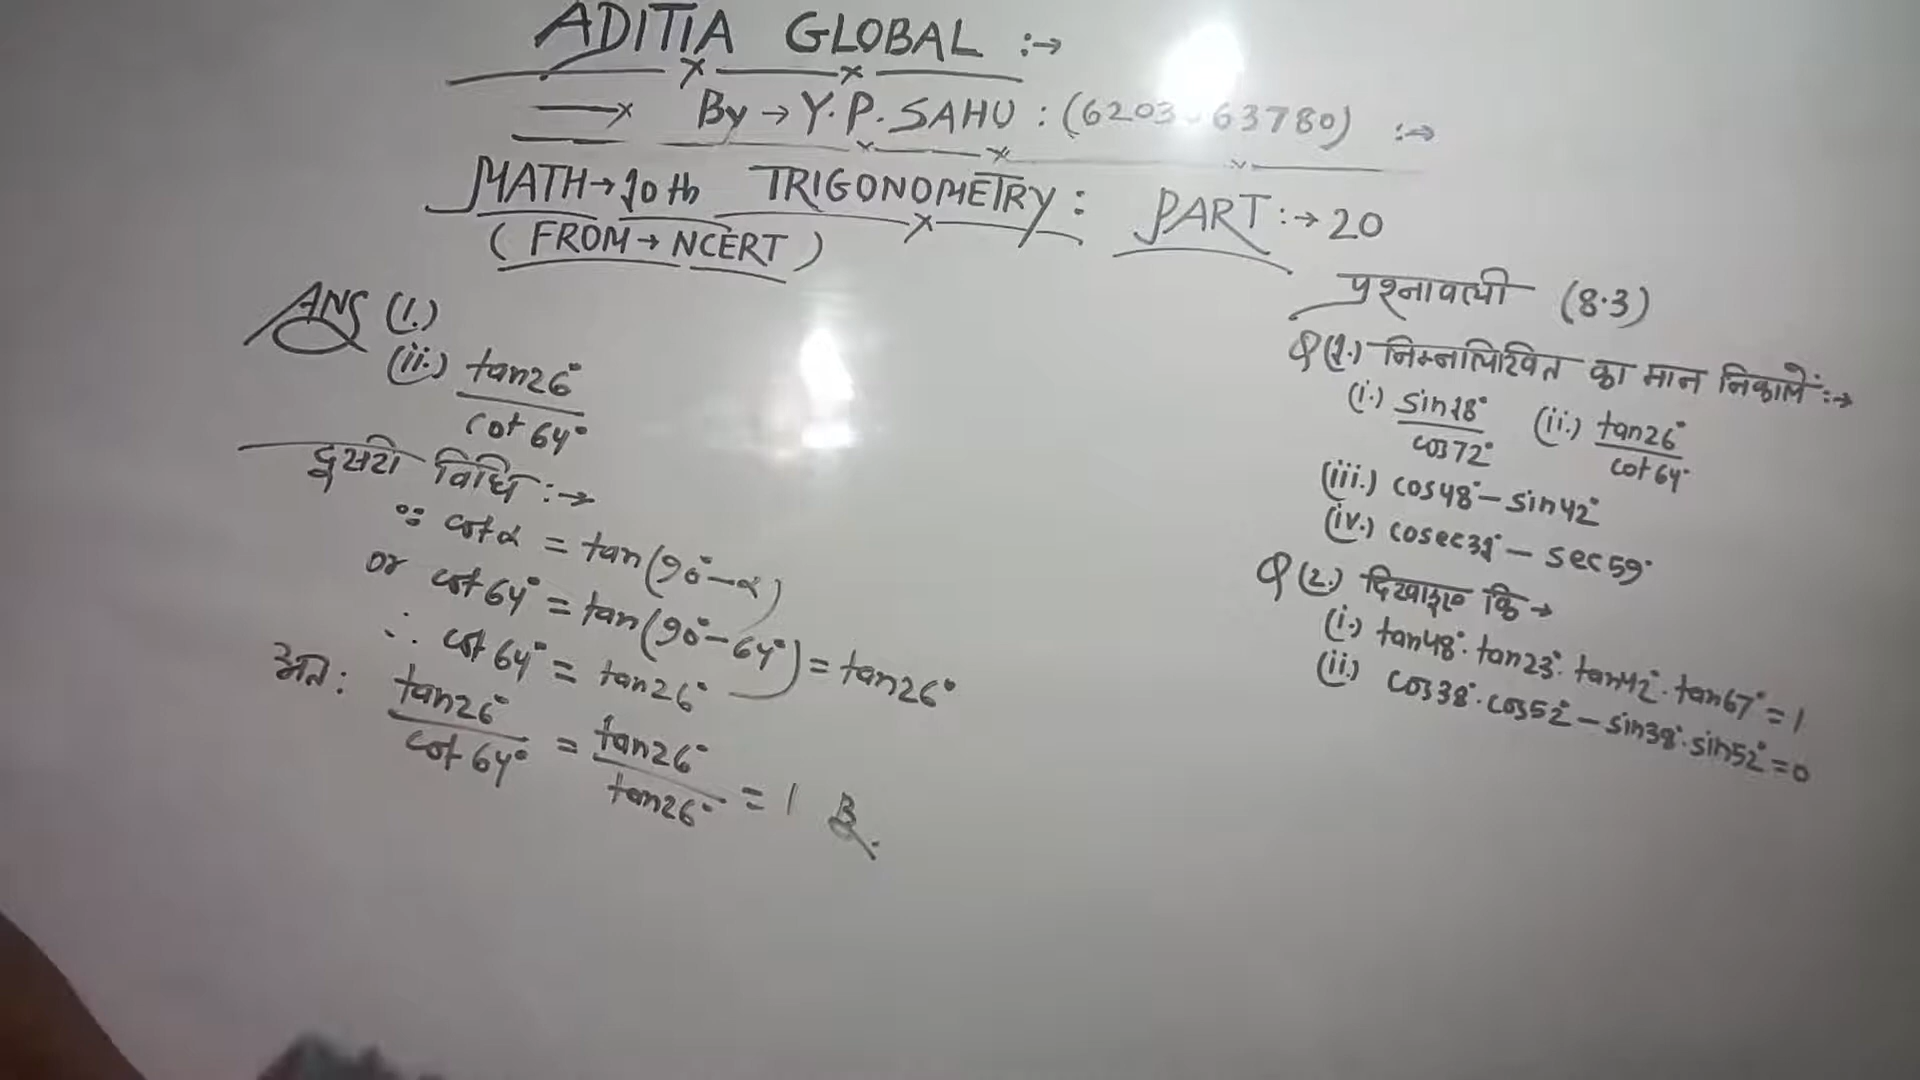 ADITIA GLOBAL :→
By → Y.P. SAHU : (6203 63780) :→
MATH → 10th TRIGONOMETRY : PART :→ 20
(FROM → NCERT)
ANS (1.)
(ii.) tan26°/cot64°
दूसरी विधि :→
∵ cotα = tan(90°-α)
or cot64° = tan(90°-64°) = tan26°
∴ cot64° = tan26°
अतः tan26°/cot64° = tan26°/tan26° = 1
प्रश्नावली (8.3)
Q (1.) निम्नलिखित का मान निकालें :→
(i.) sin18°/cos72° (ii.) tan26°/cot64°
(iii.) cos48° - sin42°
(iv.) cosec31° - sec59°
Q (2.) दिखाइए कि →
(i.) tan48°. tan23°. tan42°. tan67° = 1
(ii.) cos38°. cos52° - sin38°. sin52° = 0